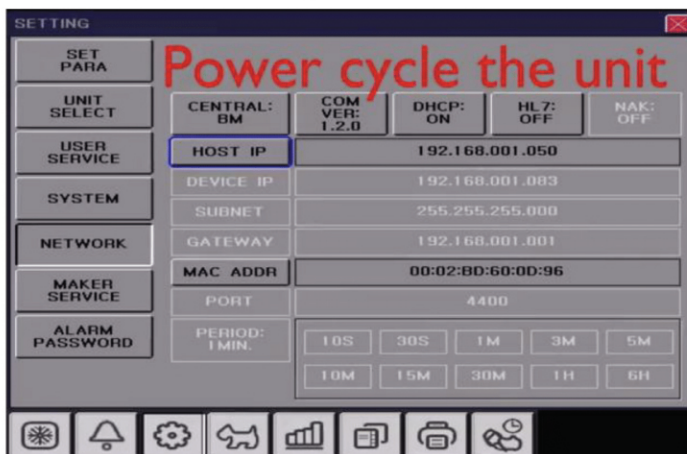 SETTING
SET
PARA
Power cycle the unit
UNIT
SELECT
CENTRAL:
BM
COM
VER:
1.2.0
DHCP:
ON
HL7:
OFF
NAK:
OFF
USER
SERVICE
HOST IP
192.168.001.050
DEVICE IP
192.168.001.083
SYSTEM
SUBNET
255.255.255.000
NETWORK
GATEWAY
192.168.001.001
MAC ADDR
00:02:BD:60:0D:96
MAKER
SERVICE
PORT
4400
ALARM
PASSWORD
PERIOD:
1MIN.
10S 30S 1M 3M 5M
10M 15M 30M 1H 6H